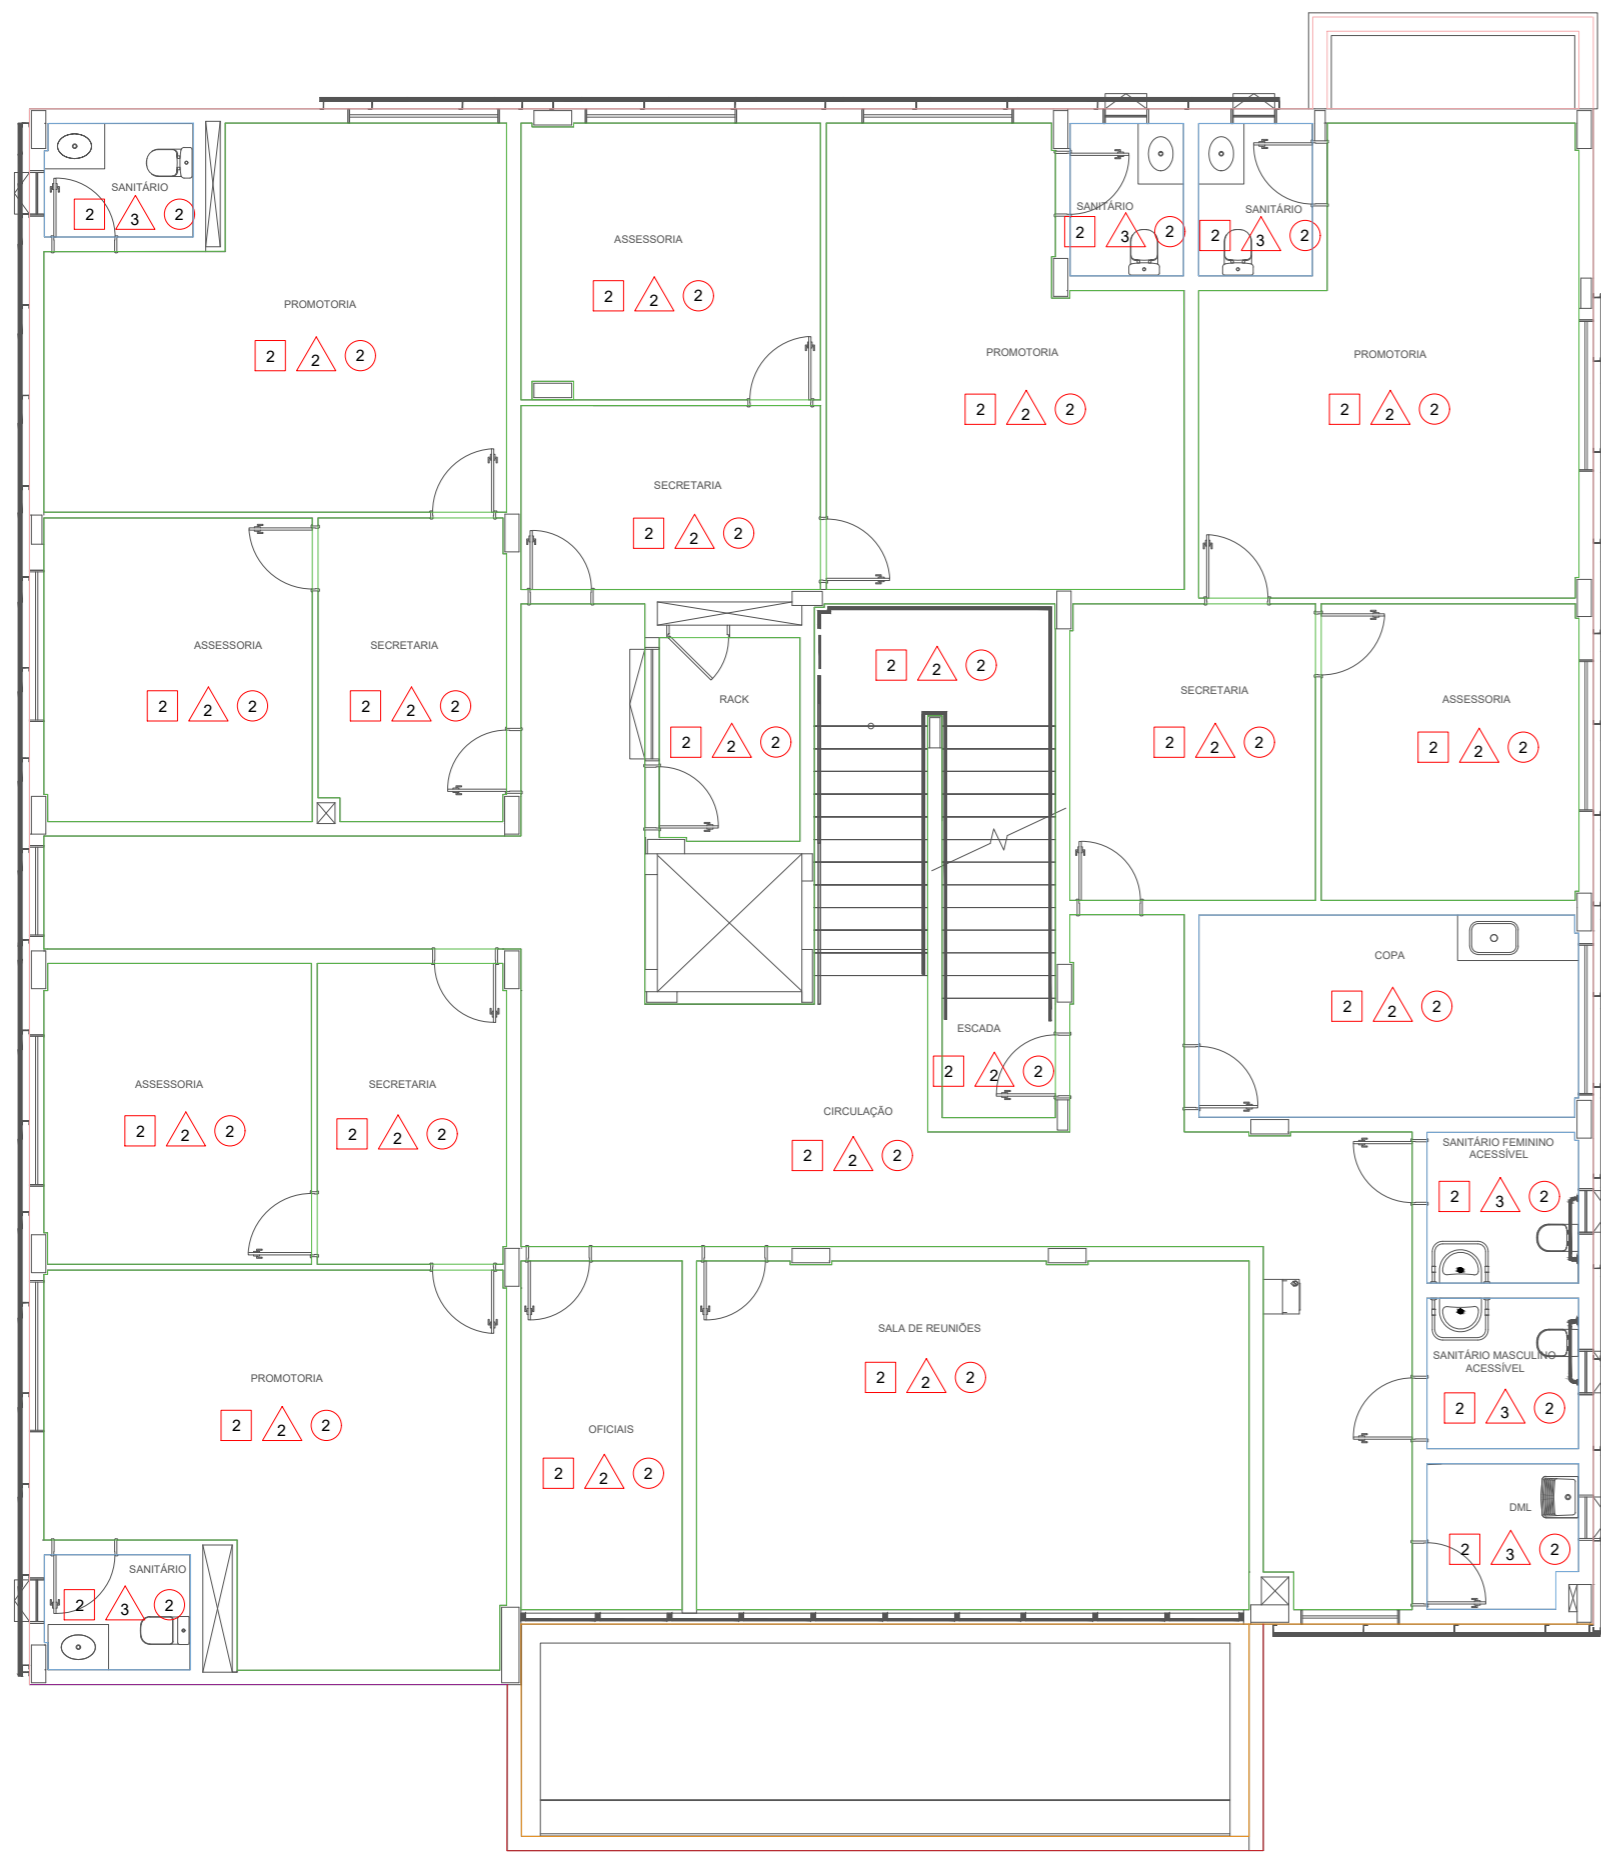 SANITÁRIO
2 3 2
SANITÁRIO
2 3 2
SANITÁRIO
2 3 2
ASSESSORIA
2 2 2
PROMOTORIA
2 2 2
PROMOTORIA
2 2 2
PROMOTORIA
2 2 2
SECRETARIA
2 2 2
ASSESSORIA
2 2 2
SECRETARIA
2 2 2
RACK
2 2 2
2 2 2
SECRETARIA
2 2 2
ASSESSORIA
2 2 2
COPA
2 2 2
ESCADA
2 2 2
ASSESSORIA
2 2 2
SECRETARIA
2 2 2
CIRCULAÇÃO
2 2 2
SANITÁRIO FEMININO
ACESSÍVEL
2 3 2
SALA DE REUNIÕES
2 2 2
SANITÁRIO MASCULINO
ACESSÍVEL
2 3 2
PROMOTORIA
2 2 2
OFICIAIS
2 2 2
DML
2 3 2
SANITÁRIO
2 3 2